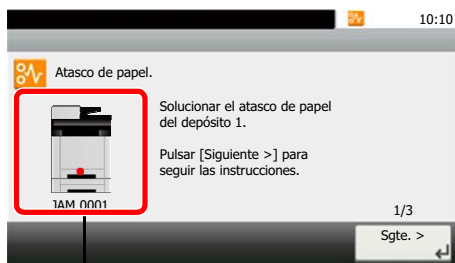 10:10
Atasco de papel.
Solucionar el atasco de papel
del depósito 1.
Pulsar [Siguiente >] para
seguir las instrucciones.
JAM 0001
1/3
Sgte. >